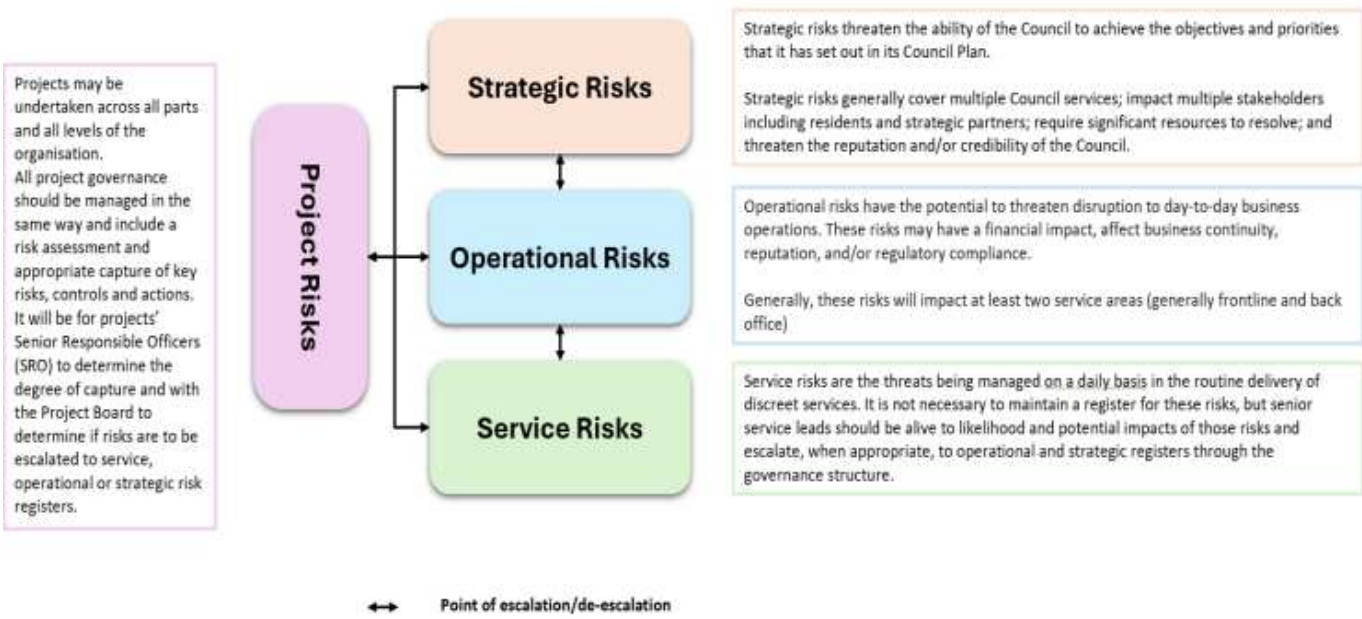 Projects may be
undertaken across all parts
and all levels of the
organisation.
All project governance
should be managed in the
same way and include a
risk assessment and
appropriate capture of key
risks, controls and actions.
It will be for projects'
Senior Responsible Officers
(SRO) to determine the
degree of capture and with
the Project Board to
determine if risks are to be
escalated to service,
operational or strategic risk
registers.
Project Risks
Strategic Risks
Strategic risks threaten the ability of the Council to achieve the objectives and priorities
that it has set out in its Council Plan.
Strategic risks generally cover multiple Council services; impact multiple stakeholders
including residents and strategic partners; require significant resources to resolve; and
threaten the reputation and/or credibility of the Council.
Operational Risks
Operational risks have the potential to threaten disruption to day-to-day business
operations. These risks may have a financial impact, affect business continuity,
reputation, and/or regulatory compliance.
Generally, these risks will impact at least two service areas (generally frontline and back
office)
Service Risks
Service risks are the threats being managed on a daily basis in the routine delivery of
discreet services. It is not necessary to maintain a register for these risks, but senior
service leads should be alive to likelihood and potential impacts of those risks and
escalate, when appropriate, to operational and strategic registers through the
governance structure.
Point of escalation/de-escalation